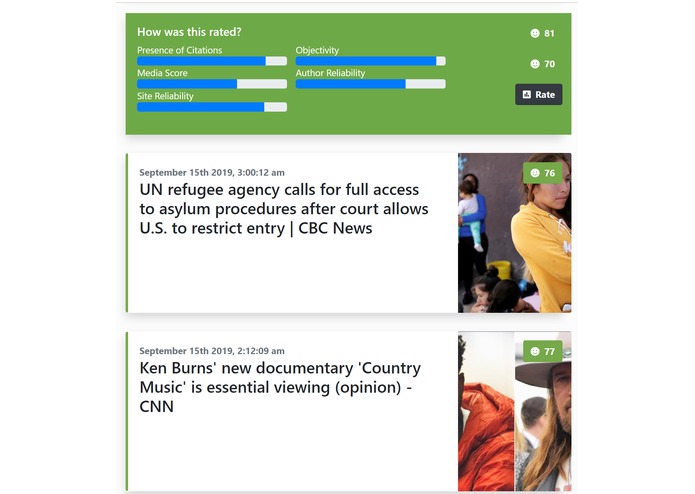 How was this rated?
81
Presence of Citations
Objectivity
70
Media Score
Author Reliability
Rate
Site Reliability
September 15th 2019, 3:00:12 am
76
UN refugee agency calls for full access
to asylum procedures after court allows
U.S. to restrict entry | CBC News
September 15th 2019, 2:12:09 am
77
Ken Burns' new documentary 'Country
Music' is essential viewing (opinion) -
CNN